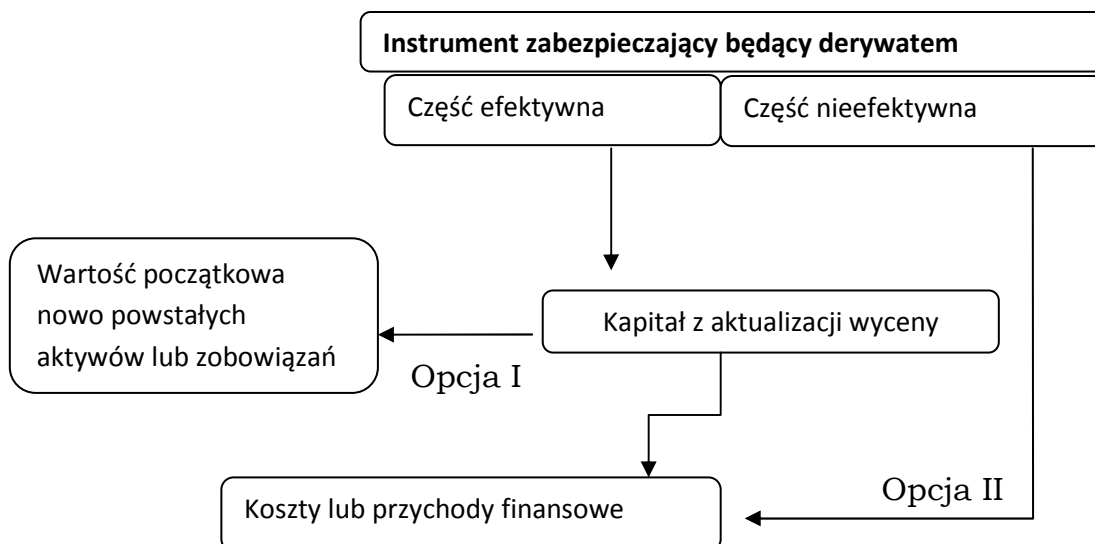 Instrument zabezpieczający będący derywatem
Część efektywna
Część nieefektywna
Wartość początkowa
nowo powstałych
aktywów lub zobowiązań
Kapitał z aktualizacji wyceny
Opcja I
Koszty lub przychody finansowe
Opcja II